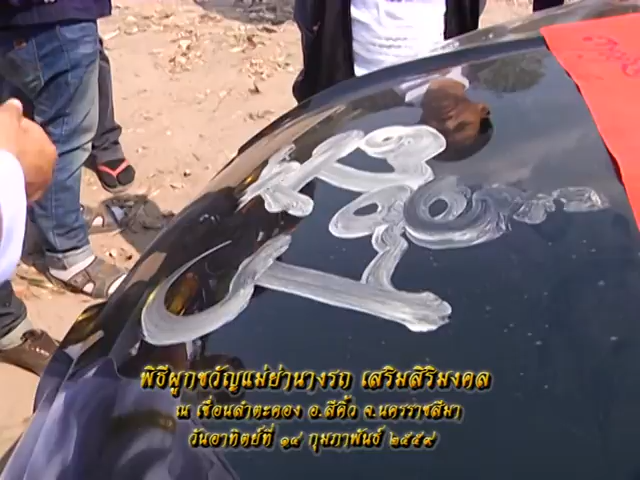 พิธีผูกขวัญแม่ย่านางรถ เสริมสิริมงคล
ณ เขื่อนลำตะคอง อ.สีคิ้ว จ.นครราชสีมา
วันอาทิตย์ที่ ๑๔ กุมภาพันธ์ ๒๕๕๙